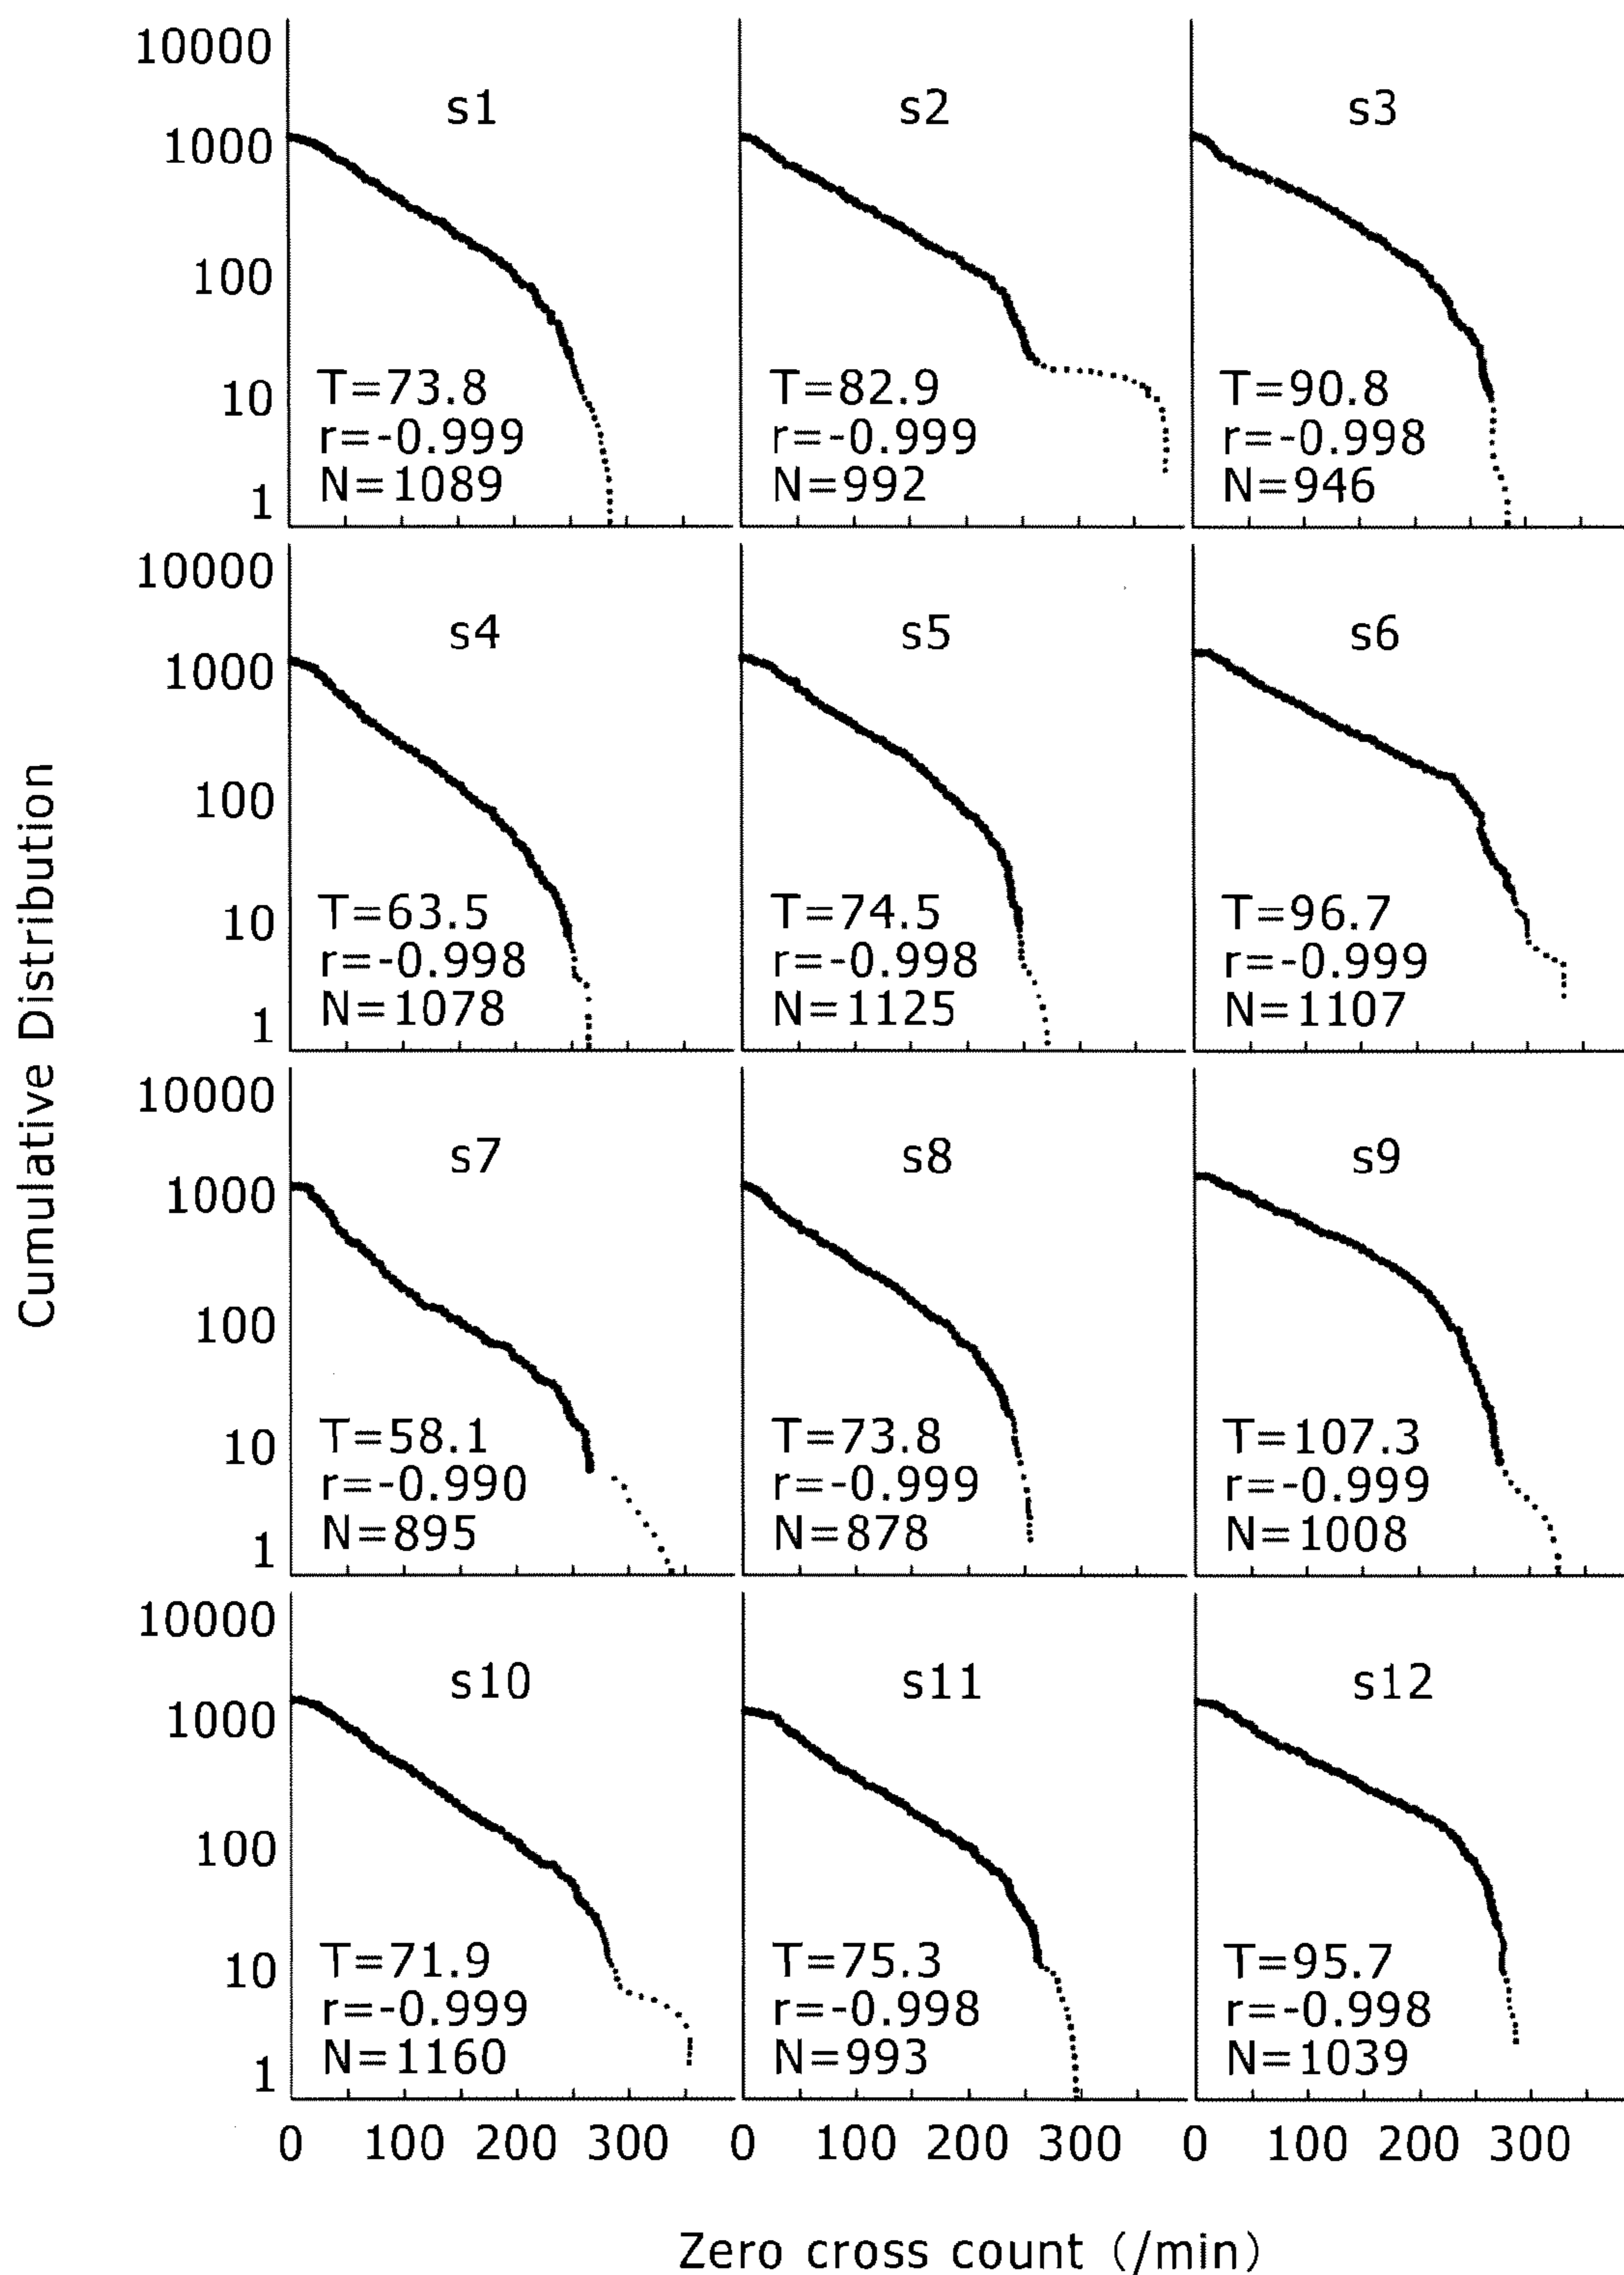 10000
1000
100
10
1
s1
T=73.8
r=-0.999
N=1089
s2
T=82.9
r=-0.999
N=992
s3
T=90.8
r=-0.998
N=946
10000
1000
100
10
1
s4
T=63.5
r=-0.998
N=1078
s5
T=74.5
r=-0.998
N=1125
s6
T=96.7
r=-0.999
N=1107
10000
1000
100
10
1
s7
T=58.1
r=-0.990
N=895
s8
T=73.8
r=-0.999
N=878
s9
T=107.3
r=-0.999
N=1008
10000
1000
100
10
1
s10
T=71.9
r=-0.999
N=1160
s11
T=75.3
r=-0.998
N=993
s12
T=95.7
r=-0.998
N=1039
0 100 200 300 0 100 200 300 0 100 200 300
Cumulative Distribution
Zero cross count (/min)